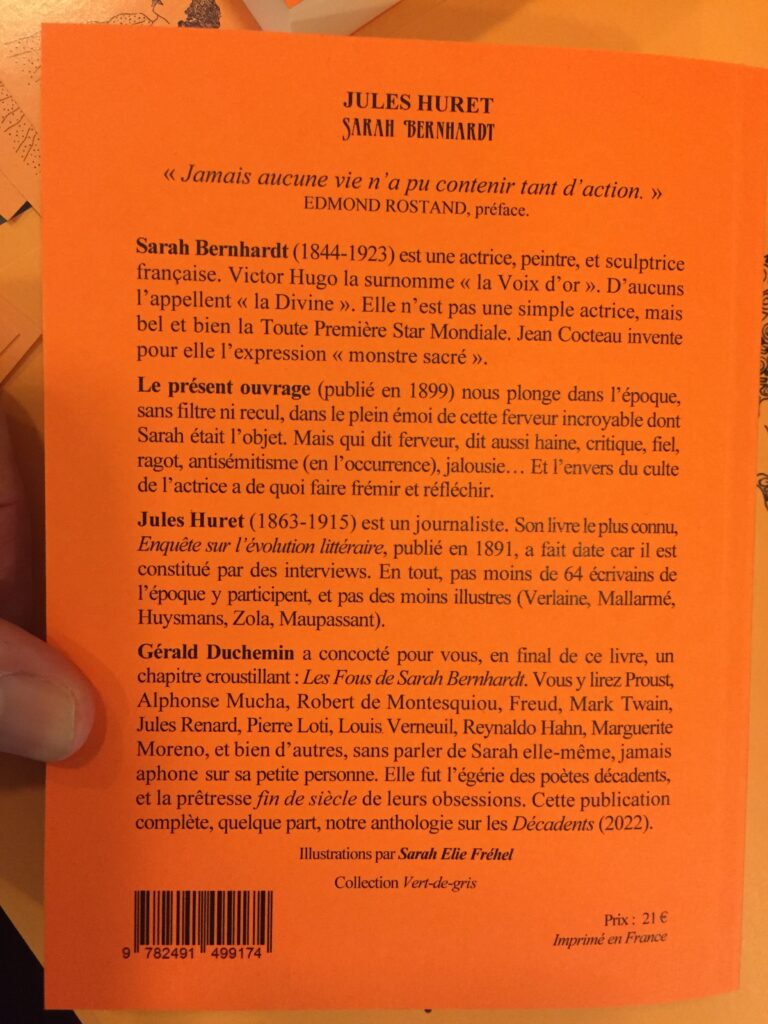 JULES HURET
SARAH BERNHARDT
« Jamais aucune vie n’a pu contenir tant d’action. »
EDMOND ROSTAND, préface.
Sarah Bernhardt (1844-1923) est une actrice, peintre, et sculptrice
française. Victor Hugo la surnomme « la Voix d’or ». D’aucuns
l’appellent « la Divine ». Elle n’est pas une simple actrice, mais
bel et bien la Toute Première Star Mondiale. Jean Cocteau invente
pour elle l’expression « monstre sacré ».
Le présent ouvrage (publié en 1899) nous plonge dans l’époque,
sans filtre ni recul, dans le plein émoi de cette ferveur incroyable dont
Sarah était l’objet. Mais qui dit ferveur, dit aussi haine, critique, fiel,
ragot, antisémitisme (en l’occurrence), jalousie… Et l’envers du culte
de l’actrice a de quoi faire frémir et réfléchir.
Jules Huret (1863-1915) est un journaliste. Son livre le plus connu,
Enquête sur l’évolution littéraire, publié en 1891, a fait date car il est
constitué par des interviews. En tout, pas moins de 64 écrivains de
l’époque y participent, et pas des moins illustres (Verlaine, Mallarmé,
Huysmans, Zola, Maupassant).
Gérald Duchemin a concocté pour vous, en final de ce livre, un
chapitre croustillant : Les Fous de Sarah Bernhardt. Vous y lirez Proust,
Alphonse Mucha, Robert de Montesquiou, Freud, Mark Twain,
Jules Renard, Pierre Loti, Louis Verneuil, Reynaldo Hahn, Marguerite
Moreno, et bien d’autres, sans parler de Sarah elle-même, jamais
aphone sur sa petite personne. Elle fut l’égérie des poètes décadents,
et la prêtresse fin de siècle de leurs obsessions. Cette publication
complète, quelque part, notre anthologie sur les Décadents (2022).
Illustrations par Sarah Elie Fréhel
Collection Vert-de-gris
Prix : 21 €
Imprimé en France
9 782491 499174